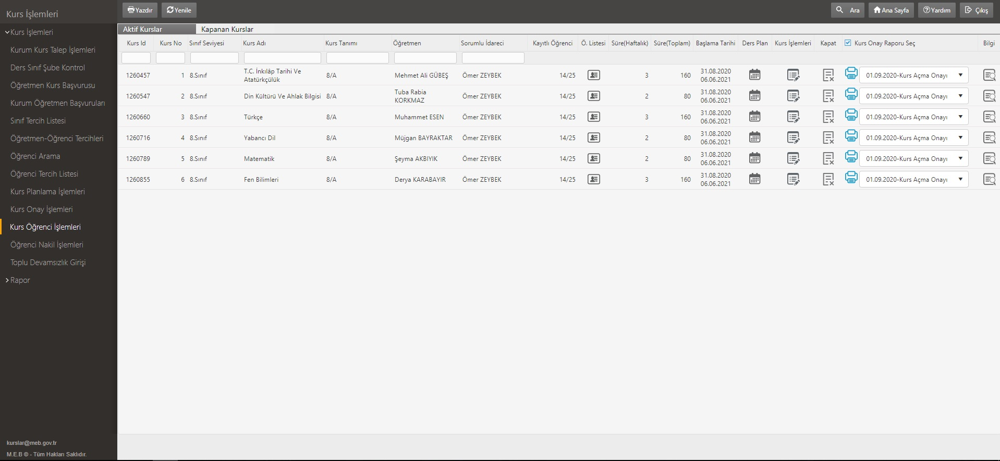 Kurs İşlemleri
Yazdır
Yenile
Ara
Ana Sayfa
Yardım
Çıkış
Kurs İşlemleri
Kurum Kurs Talep İşlemleri
Ders Sınıf Şube Kontrol
Öğretmen Kurs Başvurusu
Kurum Öğretmen Başvuruları
Sınıf Tercih Listesi
Öğretmen-Öğrenci Tercihleri
Öğrenci Arama
Öğrenci Tercih Listesi
Kurs Planlama İşlemleri
Kurs Onay İşlemleri
Kurs Öğrenci İşlemleri
Öğrenci Nakil İşlemleri
Toplu Devamsızlık Girişi
Rapor
kurslar@meb.gov.tr
M.E.B © - Tüm Hakları Saklıdır.
Aktif Kurslar Kapanan Kurslar
Kurs Id Kurs No Sınıf Seviyesi Kurs Adı Kurs Tanımı Öğretmen Sorumlu İdareci Kayıtlı Öğrenci Ö. Listesi Süre(Haftalık) Süre(Toplam) Başlama Tarihi Ders Plan Kurs İşlemleri Kapat Kurs Onay Raporu Seç Bilgi
1260457 1 8.Sınıf T.C. İnkılâp Tarihi Ve Atatürkçülük 8/A Mehmet Ali GÜBEŞ Ömer ZEYBEK 14/25 3 160 31.08.2020 06.06.2021 01.09.2020-Kurs Açma Onayı
1260547 2 8.Sınıf Din Kültürü Ve Ahlak Bilgisi 8/A Tuba Rabia KORKMAZ Ömer ZEYBEK 14/25 2 80 31.08.2020 06.06.2021 01.09.2020-Kurs Açma Onayı
1260660 3 8.Sınıf Türkçe 8/A Muhammet ESEN Ömer ZEYBEK 14/25 3 160 31.08.2020 06.06.2021 01.09.2020-Kurs Açma Onayı
1260716 4 8.Sınıf Yabancı Dil 8/A Müjgan BAYRAKTAR Ömer ZEYBEK 14/25 2 80 31.08.2020 06.06.2021 01.09.2020-Kurs Açma Onayı
1260789 5 8.Sınıf Matematik 8/A Şeyma AKBIYIK Ömer ZEYBEK 14/25 2 80 31.08.2020 06.06.2021 01.09.2020-Kurs Açma Onayı
1260855 6 8.Sınıf Fen Bilimleri 8/A Derya KARABAYIR Ömer ZEYBEK 14/25 3 160 31.08.2020 06.06.2021 01.09.2020-Kurs Açma Onayı